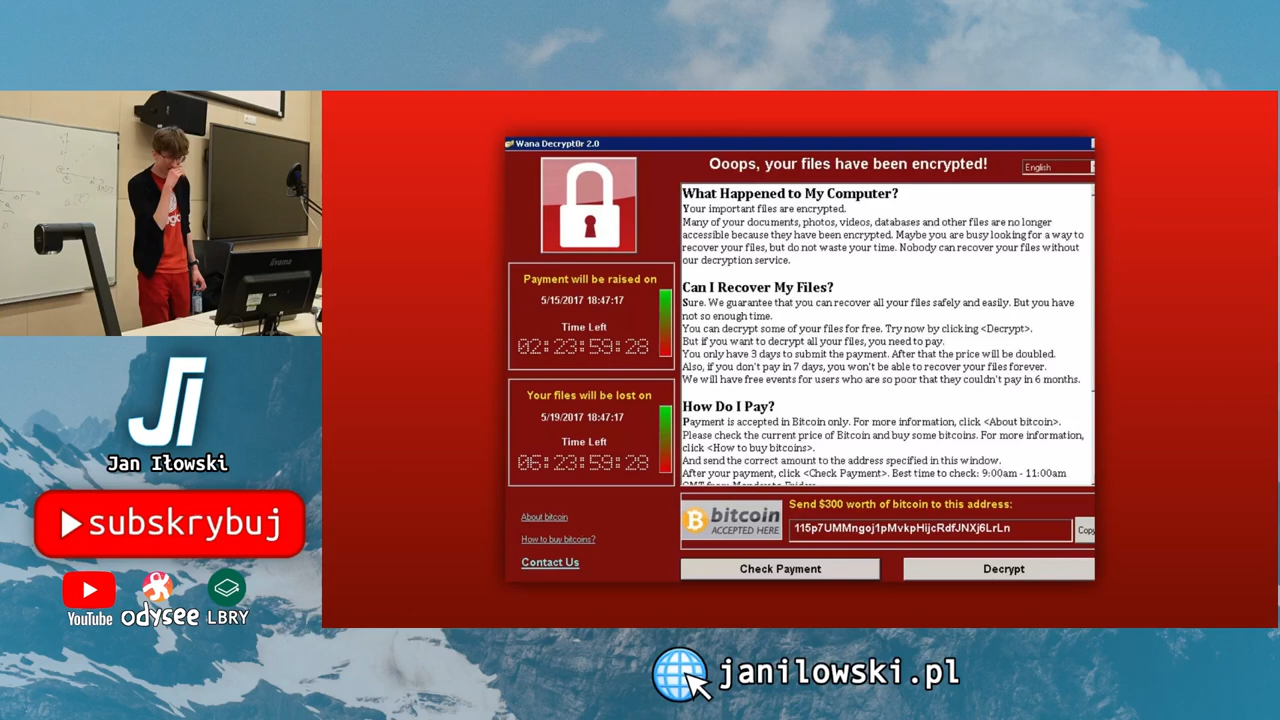 Wana Decrypt0r 2.0
Ooops, your files have been encrypted!
English
What Happened to My Computer?
Your important files are encrypted.
Many of your documents, photos, videos, databases and other files are no longer
accessible because they have been encrypted. Maybe you are busy looking for a way to
recover your files, but do not waste your time. Nobody can recover your files without
our decryption service.
Can I Recover My Files?
Sure. We guarantee that you can recover all your files safely and easily. But you have
not so enough time.
You can decrypt some of your files for free. Try now by clicking <Decrypt>.
But if you want to decrypt all your files, you need to pay.
You only have 3 days to submit the payment. After that the price will be doubled.
Also, if you don't pay in 7 days, you won't be able to recover your files forever.
We will have free events for users who are so poor that they couldn't pay in 6 months.
How Do I Pay?
Payment is accepted in Bitcoin only. For more information, click <About bitcoin>.
Please check the current price of Bitcoin and buy some bitcoins. For more information,
click <How to buy bitcoins>.
And send the correct amount to the address specified in this window.
After your payment, click <Check Payment>. Best time to check: 9:00am - 11:00am
GMT from Monday to Friday.
Payment will be raised on
5/15/2017 18:47:17
Time Left
02:23:59:28
Your files will be lost on
5/19/2017 18:47:17
Time Left
06:23:59:28
About bitcoin
How to buy bitcoins?
Contact Us
bitcoin
ACCEPTED HERE
Send $300 worth of bitcoin to this address:
115p7UMMngoj1pMvkpHijcRdfJNXj6LrLn
Copy
Check Payment
Decrypt
iiyama
JI
Jan Iłowski
subskrybuj
YouTube
odysee
LBRY
janilowski.pl